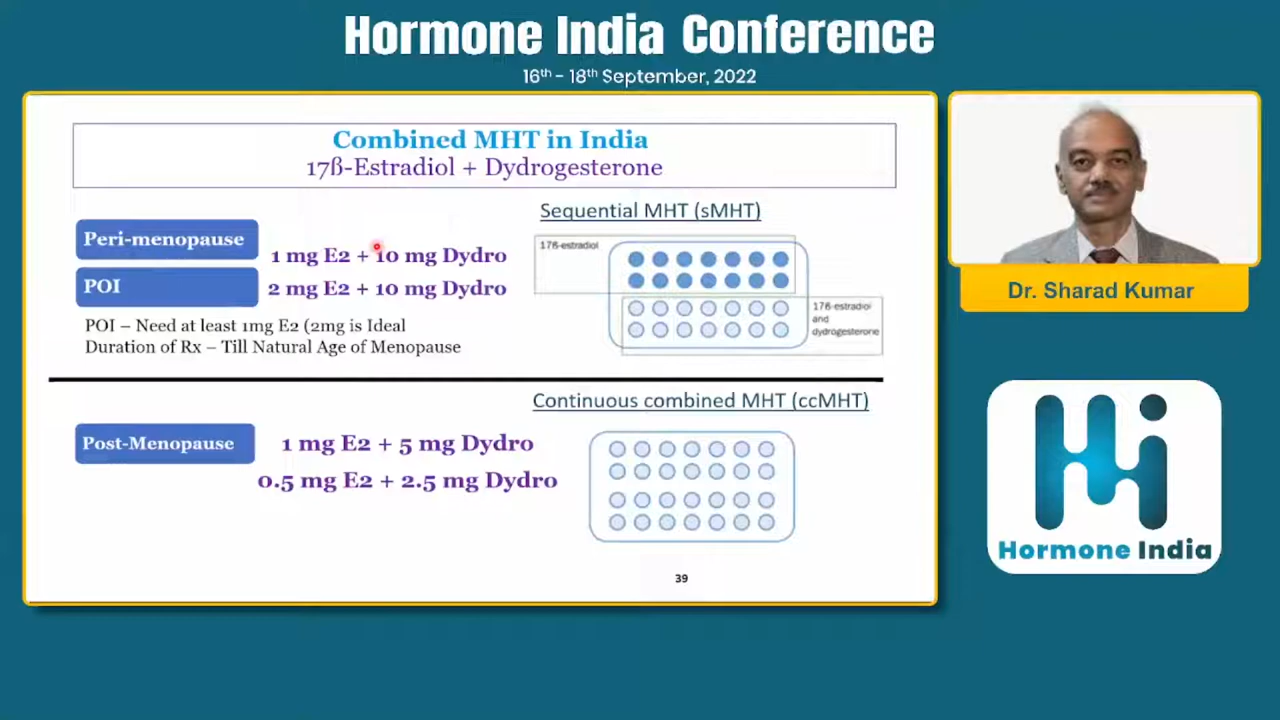 Hormone India Conference
16th - 18th September, 2022
Combined MHT in India
17ß-Estradiol + Dydrogesterone
Sequential MHT (sMHT)
Peri-menopause
1 mg E2 + 10 mg Dydro
POI
2 mg E2 + 10 mg Dydro
17ß-estradiol
17ß-estradiol
and
dydrogesterone
POI – Need at least 1mg E2 (2mg is Ideal
Duration of Rx – Till Natural Age of Menopause
Continuous combined MHT (ccMHT)
Post-Menopause
1 mg E2 + 5 mg Dydro
0.5 mg E2 + 2.5 mg Dydro
39
Dr. Sharad Kumar
Hormone India